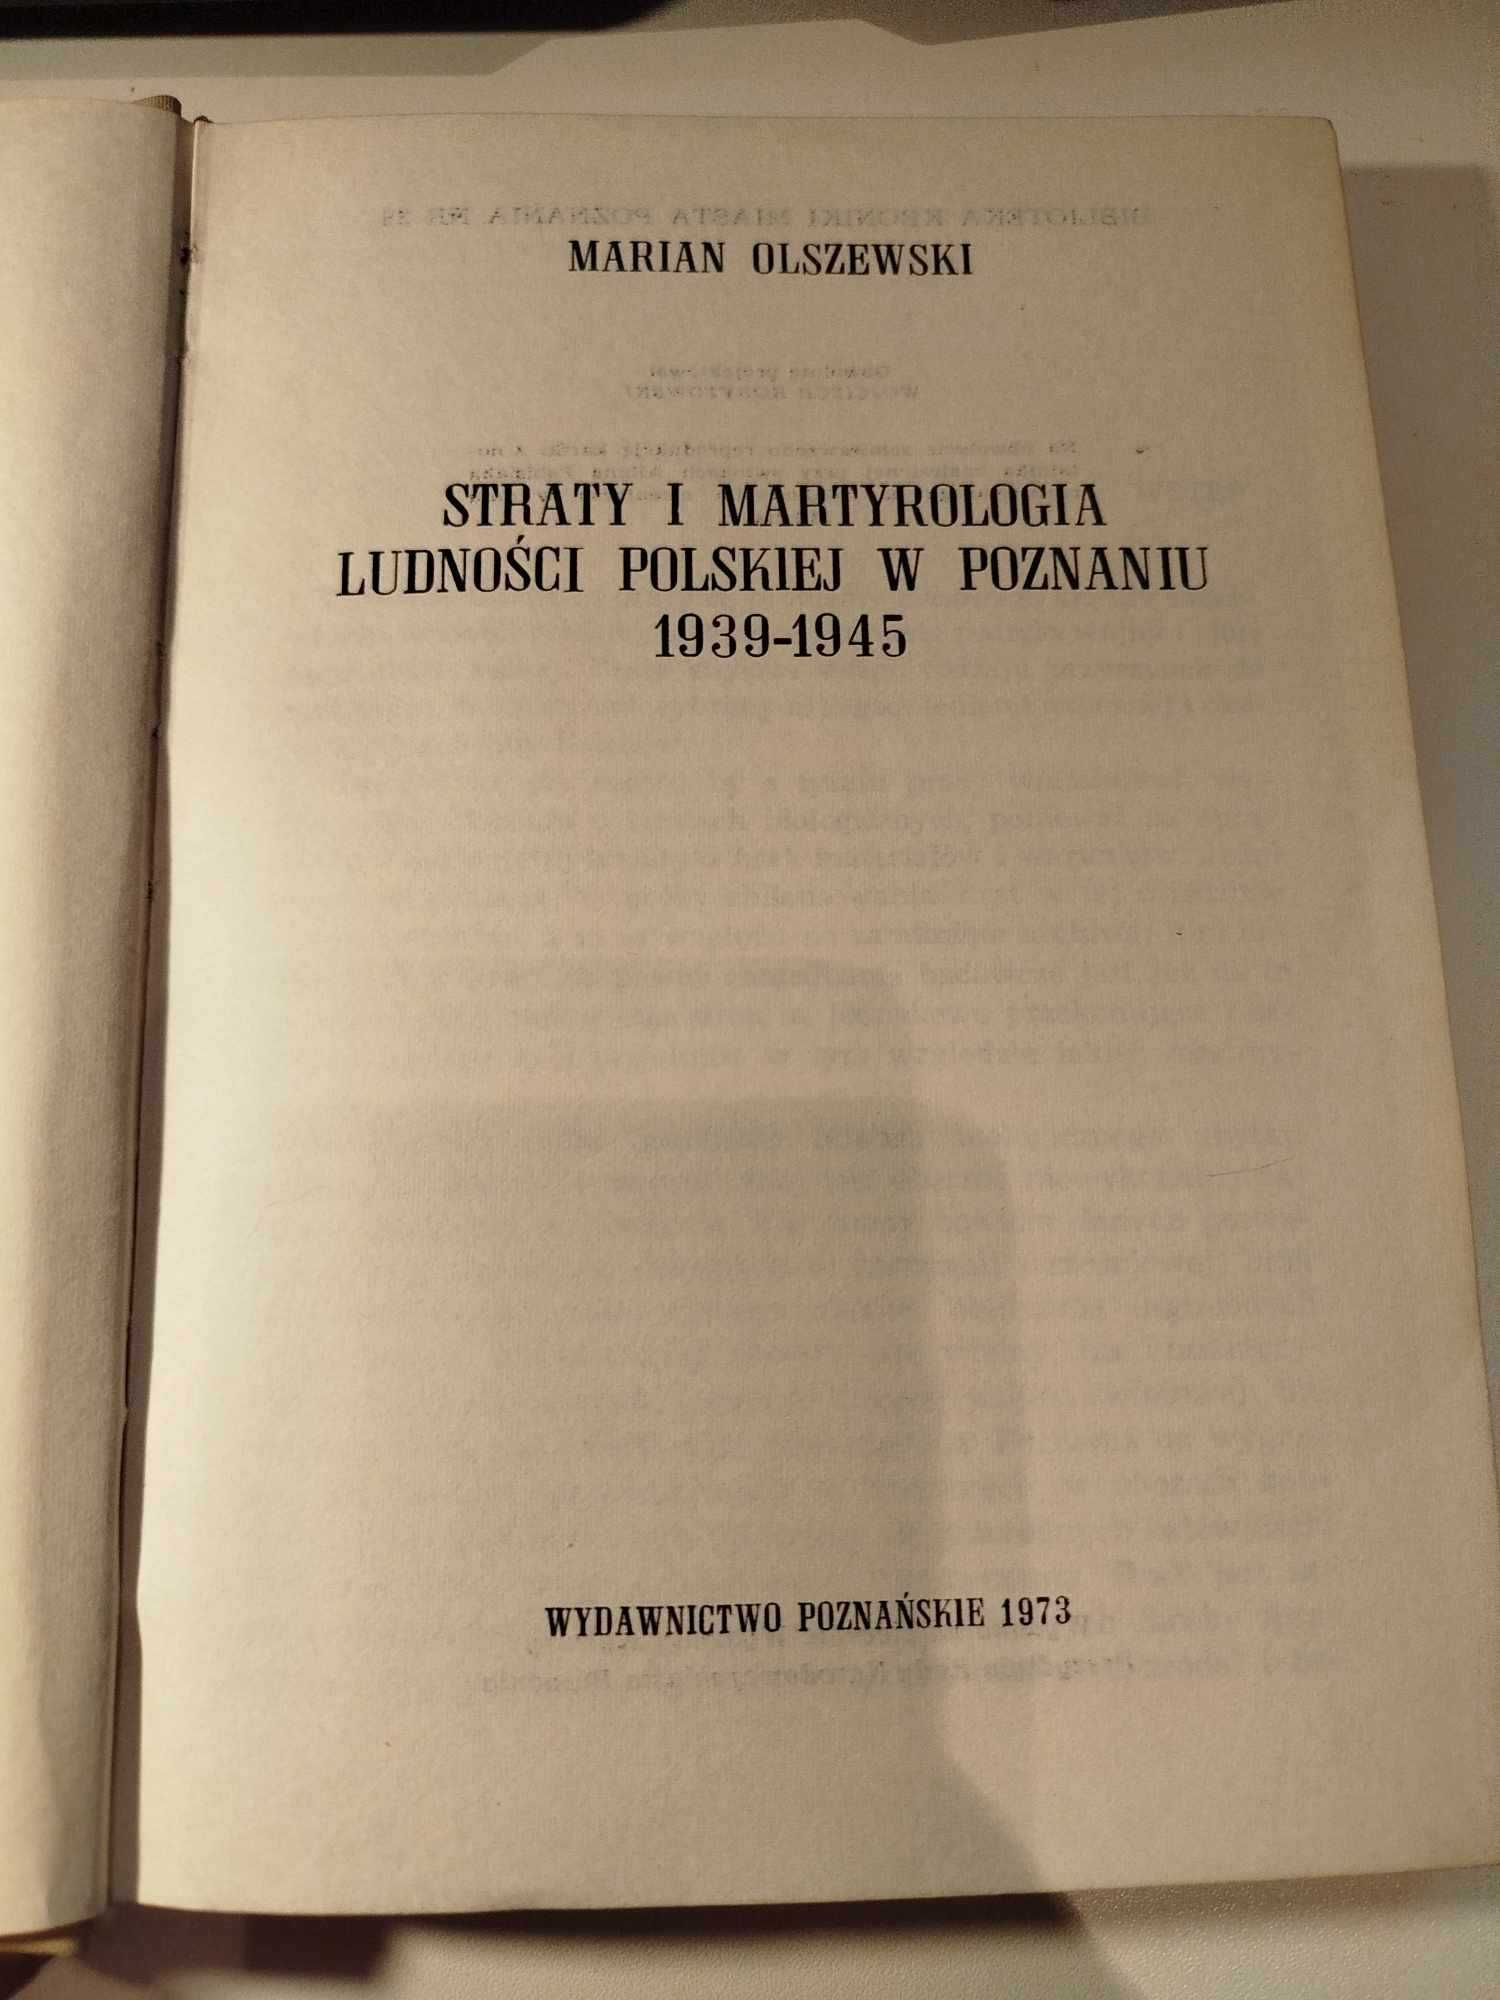 MARIAN OLSZEWSKI
STRATY I MARTYROLOGIA
LUDNOŚCI POLSKIEJ W POZNANIU
1939-1945
WYDAWNICTWO POZNAŃSKIE 1973